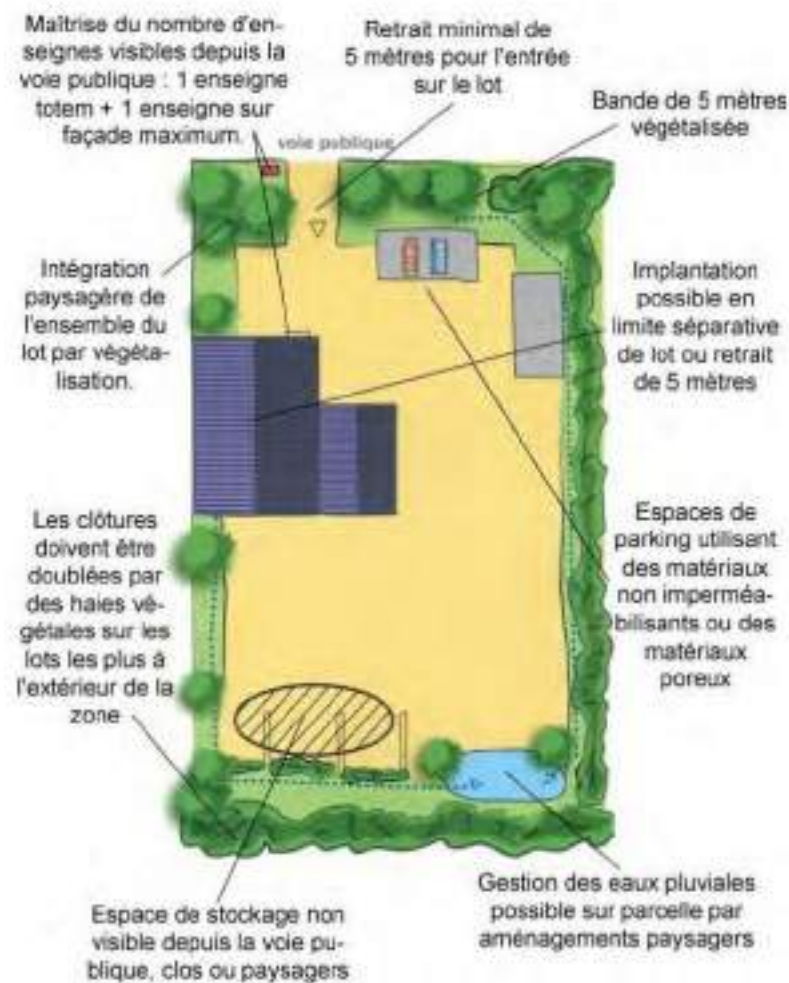 Maîtrise du nombre d'en-
seignes visibles depuis la
voie publique : 1 enseigne
totem + 1 enseigne sur
façade maximum.
Retrait minimal de
5 mètres pour l'entrée
sur le lot
Bande de 5 mètres
végétalisée
voie publique
Intégration
paysagère de
l'ensemble du
lot par végéta-
lisation.
Implantation
possible en
limite séparative
de lot ou retrait
de 5 mètres
Les clôtures
doivent être
doublées par
des haies vé-
gétales sur les
lots les plus à
l'extérieur de la
zone
Espaces de
parking utilisant
des matériaux
non imperméa-
bilisants ou des
matériaux
poreux
Espace de stockage non
visible depuis la voie pu-
blique, clos ou paysagers
Gestion des eaux pluviales
possible sur parcelle par
aménagements paysagers